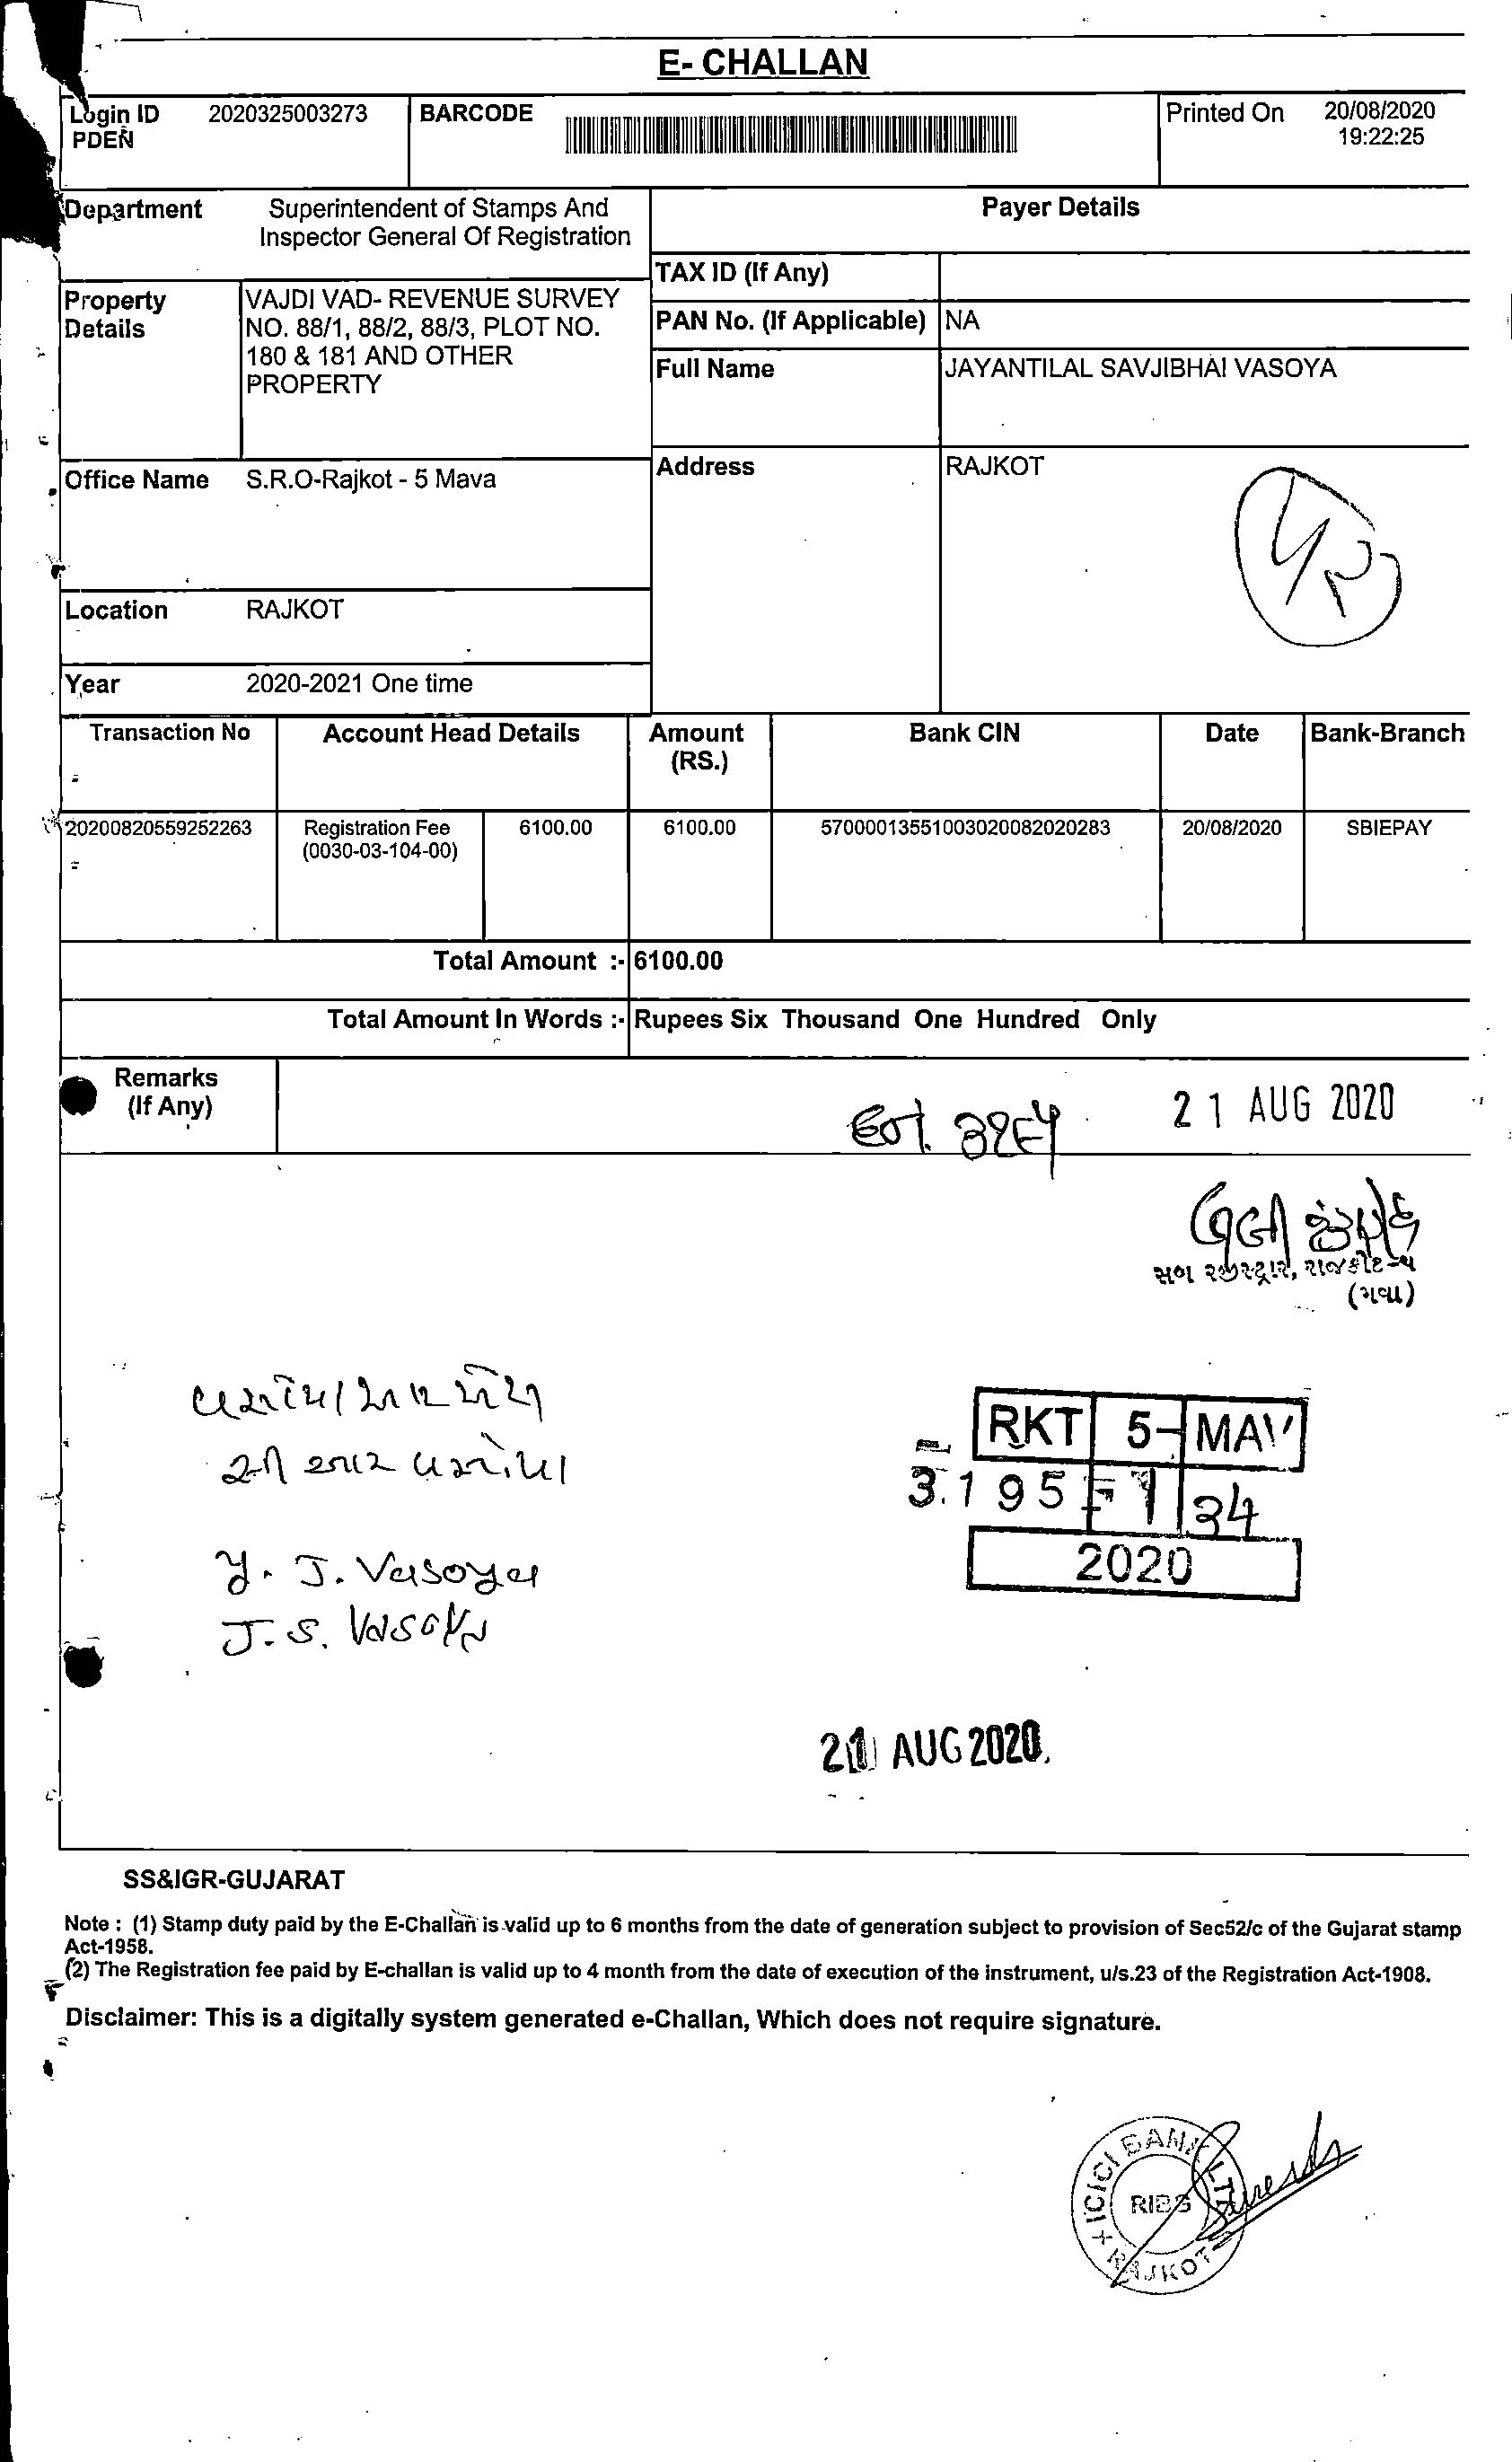 E- CHALLAN
Login ID 2020325003273 BARCODE Printed On 20/08/2020
PDEN 19:22:25
Department Superintendent of Stamps And
Inspector General Of Registration
Payer Details
TAX ID (If Any)
Property Details VAJDI VAD- REVENUE SURVEY
NO. 88/1, 88/2, 88/3, PLOT NO.
180 & 181 AND OTHER
PROPERTY
PAN No. (If Applicable) NA
Full Name JAYANTILAL SAVJIBHAI VASOYA
Office Name S.R.O-Rajkot - 5 Mava
Address RAJKOT
Location RAJKOT
Year 2020-2021 One time
Transaction No Account Head Details Amount (RS.) Bank CIN Date Bank-Branch
20200820559252263 Registration Fee 6100.00 6100.00 57000013551003020082020283 20/08/2020 SBIEPAY
(0030-03-104-00)
Total Amount :- 6100.00
Total Amount In Words :- Rupees Six Thousand One Hundred Only
Remarks
(If Any)
21 AUG 2020
સબ રજીસ્ટ્રાર, રાજકોટ-૫
(મવા)
RKT 5- MAV
3195 - 1 34
2020
Y. J. Vasoya
J. S. Vasoya
21 AUG 2020
SS&IGR-GUJARAT
Note : (1) Stamp duty paid by the E-Challan is valid up to 6 months from the date of generation subject to provision of Sec52/c of the Gujarat stamp
Act-1958.
(2) The Registration fee paid by E-challan is valid up to 4 month from the date of execution of the instrument, u/s.23 of the Registration Act-1908.
Disclaimer: This is a digitally system generated e-Challan, Which does not require signature.
ICICI BANK LTD
RIBG
RAJKOT